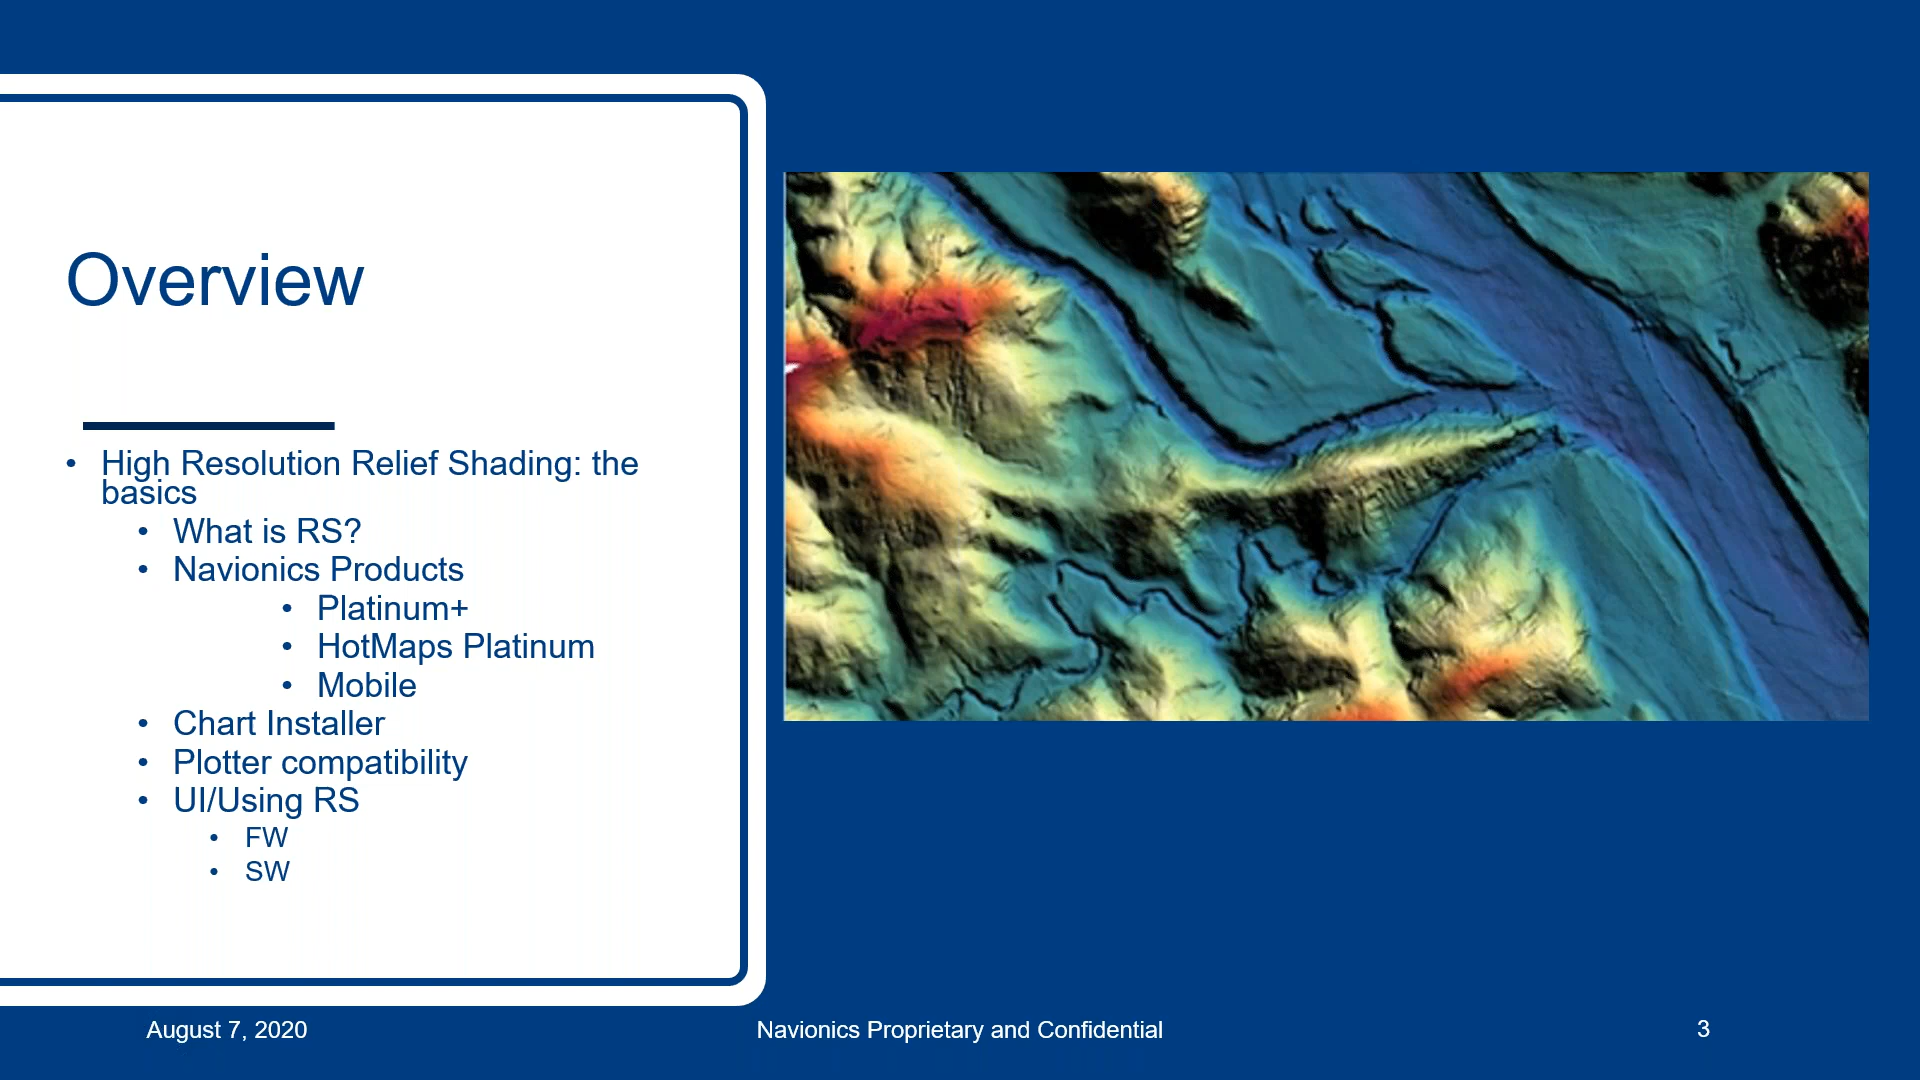 Overview
• High Resolution Relief Shading: the
basics
• What is RS?
• Navionics Products
• Platinum+
• HotMaps Platinum
• Mobile
• Chart Installer
• Plotter compatibility
• UI/Using RS
• FW
• SW
August 7, 2020
Navionics Proprietary and Confidential
3